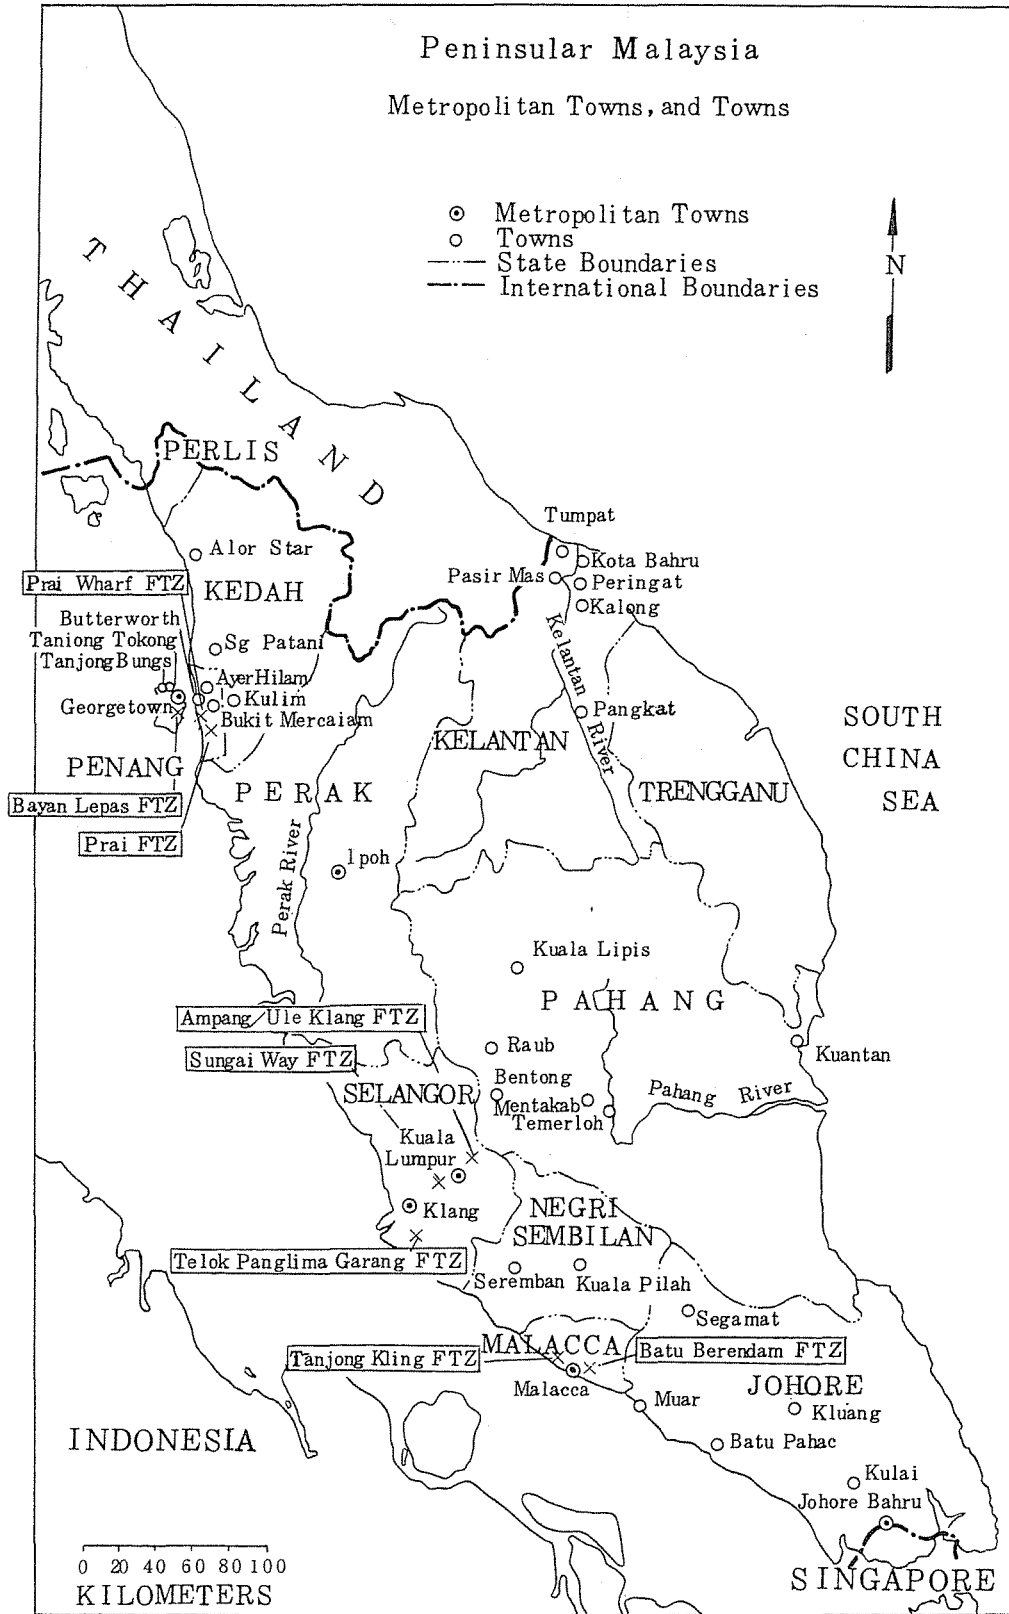 Peninsular Malaysia
Metropolitan Towns, and Towns
Metropolitan Towns
Towns
State Boundaries
International Boundaries
N
THAILAND
PERLIS
Tumpat
Alor Star
Kota Bahru
Pasir Mas
Peringat
Kalong
Prai Wharf FTZ
KEDAH
Butterworth
Taniong Tokong
Tanjong Bungs
Sg Patani
Ayer Hilam
Kulim
Georgetown
Bukit Mercaiam
Kelantan River
Pangkat
SOUTH
CHINA
SEA
KELANTAN
PENANG
PERAK
TRENGGANU
Bayan Lepas FTZ
Prai FTZ
Ipoh
Perak River
Kuala Lipis
PAHANG
Ampang/Ule Klang FTZ
Sungai Way FTZ
Raub
Kuantan
Bentong
SELANGOR
Mentakab
Temerloh
Pahang River
Kuala
Lumpur
Klang
NEGRI
SEMBILAN
Telok Panglima Garang FTZ
Seremban
Kuala Pilah
Segamat
MALACCA
Tanjong Kling FTZ
Batu Berendam FTZ
Malacca
JOHORE
Muar
Kluang
INDONESIA
Batu Pahac
Kulai
Johore Bahru
0 20 40 60 80 100
KILOMETERS
SINGAPORE